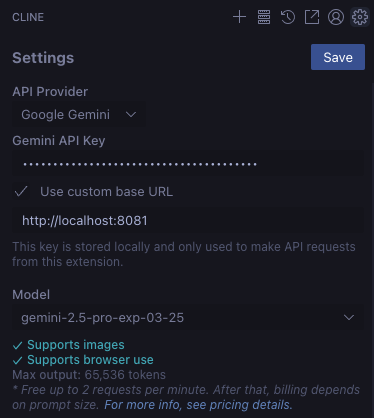 CLINE
Settings
Save
API Provider
Google Gemini
Gemini API Key
••••••••••••••••••••••••••••••••••••••••
Use custom base URL
http://localhost:8081
This key is stored locally and only used to make API requests
from this extension.
Model
gemini-2.5-pro-exp-03-25
Supports images
Supports browser use
Max output: 65,536 tokens
* Free up to 2 requests per minute. After that, billing depends
on prompt size. For more info, see pricing details.